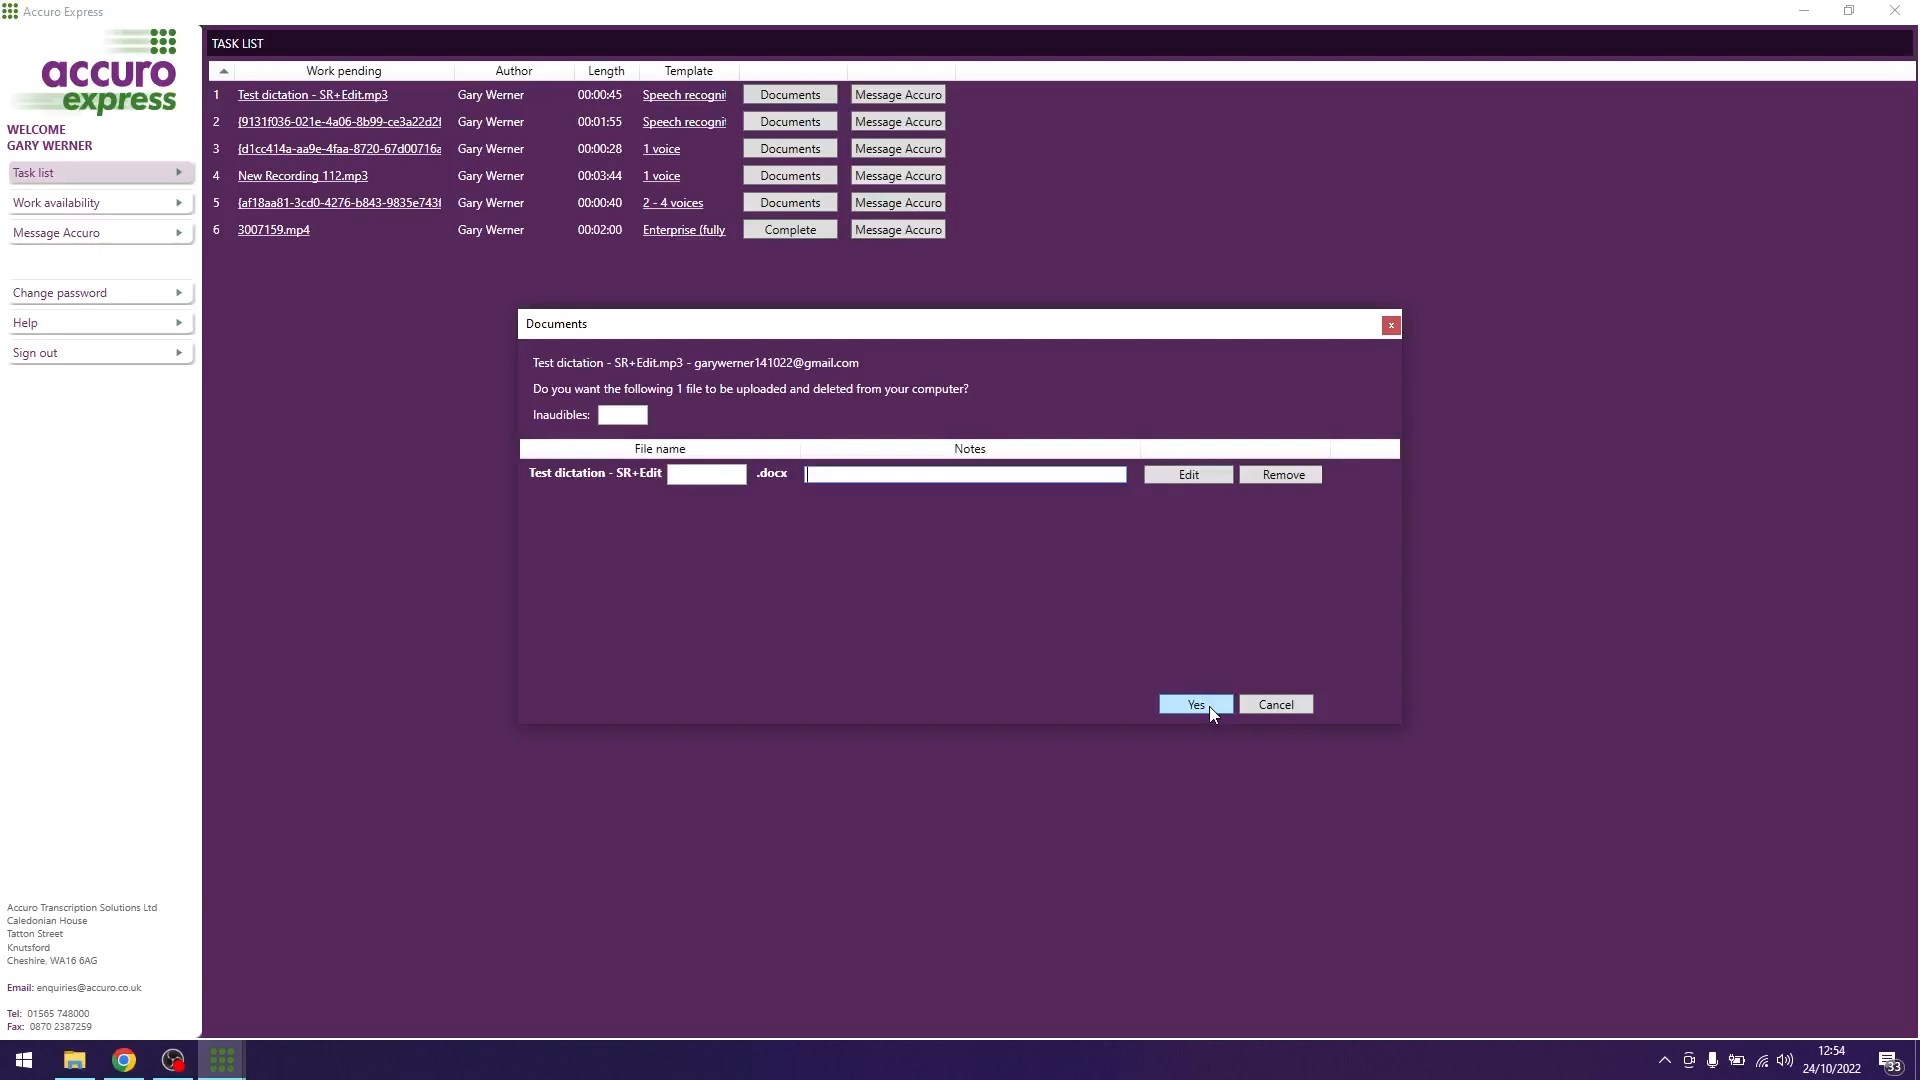 Accuro Express
accuro
express
WELCOME
GARY WERNER
Task list
Work availability
Message Accuro
Change password
Help
Sign out
TASK LIST
Work pending Author Length Template
1 Test dictation - SR+Edit.mp3 Gary Werner 00:00:45 Speech recogni Documents Message Accuro
2 {9131f036-021e-4a06-8b99-ce3a22d2f Gary Werner 00:01:55 Speech recogni Documents Message Accuro
3 {d1cc414a-aa9e-4faa-8720-67d00716a Gary Werner 00:00:28 1 voice Documents Message Accuro
4 New Recording 112.mp3 Gary Werner 00:03:44 1 voice Documents Message Accuro
5 {af18aa81-3cd0-4276-b843-9835e743f Gary Werner 00:00:40 2 - 4 voices Documents Message Accuro
6 3007159.mp4 Gary Werner 00:02:00 Enterprise (fully Complete Message Accuro
Documents
x
Test dictation - SR+Edit.mp3 - garywerner141022@gmail.com
Do you want the following 1 file to be uploaded and deleted from your computer?
Inaudibles:
File name Notes
Test dictation - SR+Edit .docx Edit Remove
Yes Cancel
Accuro Transcription Solutions Ltd
Caledonian House
Tatton Street
Knutsford
Cheshire, WA16 6AG
Email: enquiries@accuro.co.uk
Tel: 01565 748000
Fax: 0870 2387259
12:54
24/10/2022
33